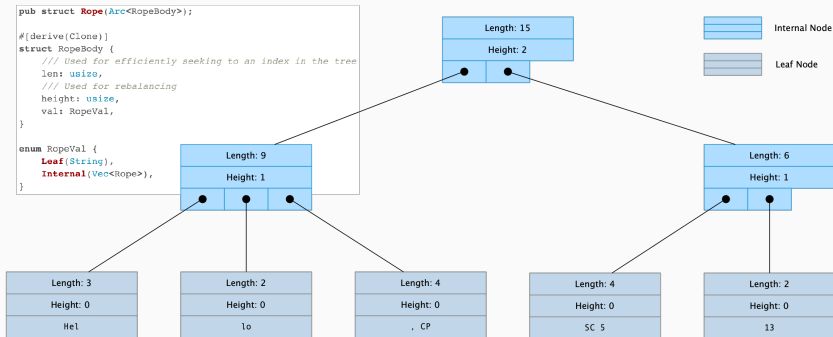 pub struct Rope(Arc<RopeBody>);
#[derive(Clone)]
struct RopeBody {
/// Used for efficiently seeking to an index in the tree
len: usize,
/// Used for rebalancing
height: usize,
val: RopeVal,
}
enum RopeVal {
Leaf(String),
Internal(Vec<Rope>),
}
Length: 15
Height: 2
Internal Node
Leaf Node
Length: 9
Height: 1
Length: 6
Height: 1
Length: 3
Height: 0
Hel
Length: 2
Height: 0
lo
Length: 4
Height: 0
, CP
Length: 4
Height: 0
SC 5
Length: 2
Height: 0
13